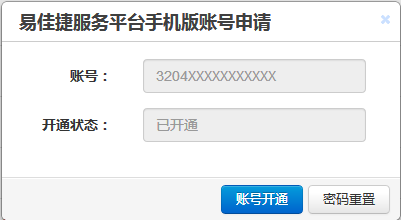 易佳捷服务平台手机版账号申请
账号： 3204XXXXXXXXXXX
开通状态： 已开通
账号开通 密码重置